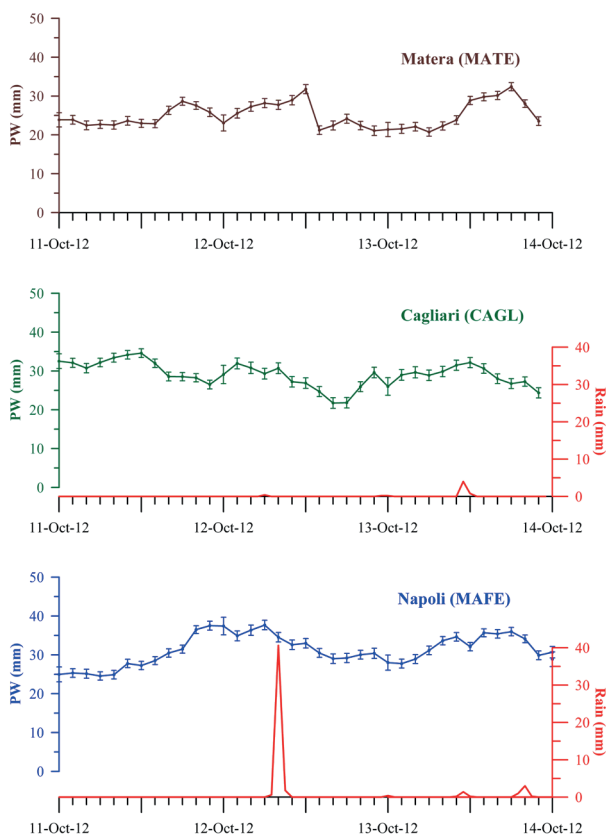 50
Matera (MATE)
40
30
PW (mm)
20
10
0
11-Oct-12 12-Oct-12 13-Oct-12 14-Oct-12
50
Cagliari (CAGL)
40 40
30 30
PW (mm) Rain (mm)
20 20
10 10
0 0
11-Oct-12 12-Oct-12 13-Oct-12 14-Oct-12
50
Napoli (MAFE)
40 40
30 30
PW (mm) Rain (mm)
20 20
10 10
0 0
11-Oct-12 12-Oct-12 13-Oct-12 14-Oct-12